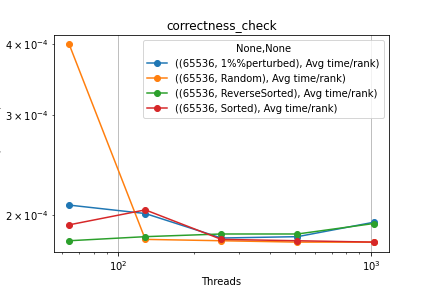 correctness_check
4 × 10⁻⁴
3 × 10⁻⁴
2 × 10⁻⁴
None,None
((65536, 1%%perturbed), Avg time/rank)
((65536, Random), Avg time/rank)
((65536, ReverseSorted), Avg time/rank)
((65536, Sorted), Avg time/rank)
10²
10³
Threads